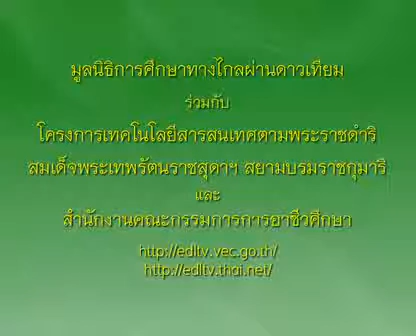 มูลนิธิการศึกษาทางไกลผ่านดาวเทียม
ร่วมกับ
โครงการเทคโนโลยีสารสนเทศตามพระราชดำริ
สมเด็จพระเทพรัตนราชสุดาฯ สยามบรมราชกุมารี
และ
สำนักงานคณะกรรมการการอาชีวศึกษา
http://edltv.vec.go.th/
http://edltv.thai.net/